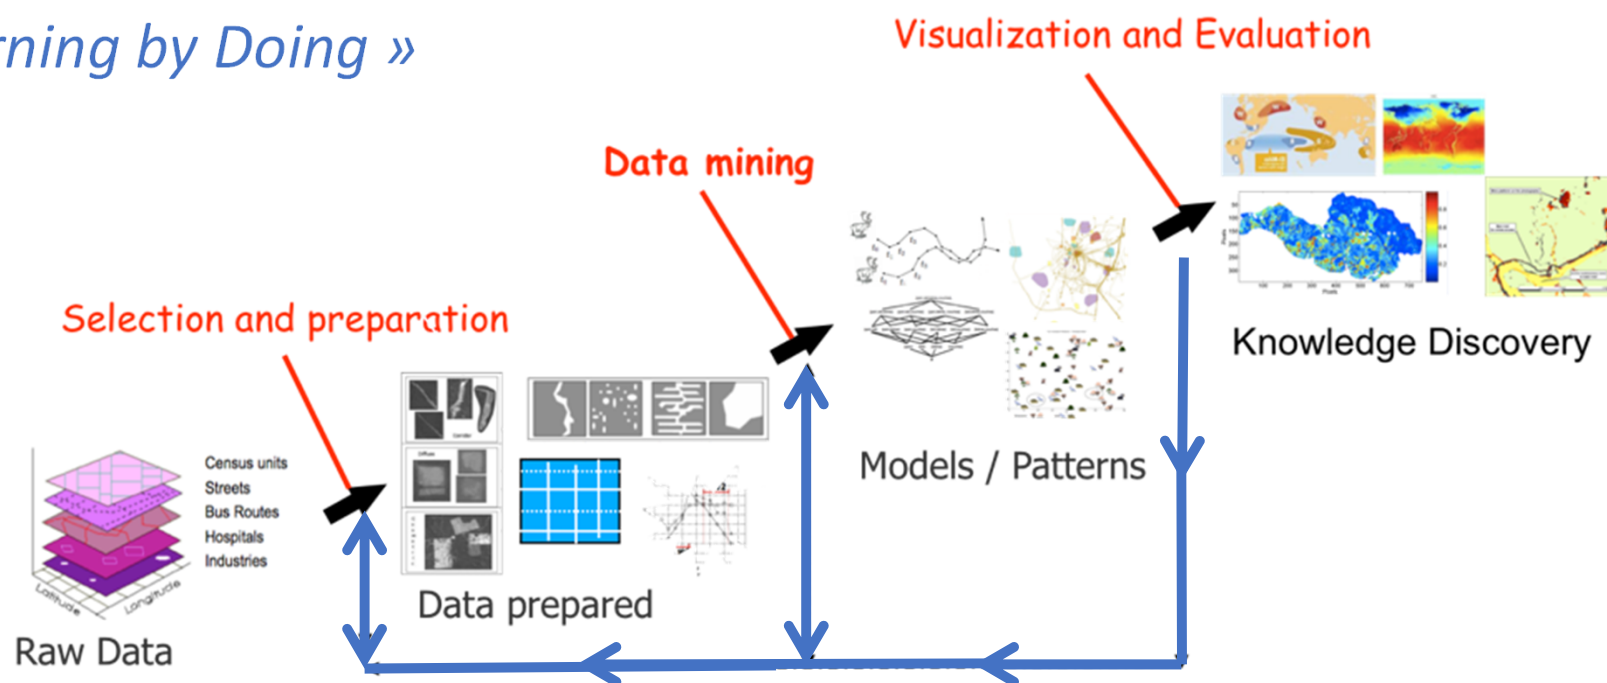 rning by Doing »
Visualization and Evaluation
Data mining
Selection and preparation
Census units
Streets
Bus Routes
Hospitals
Industries
Latitude
Longitude
Raw Data
Data prepared
Models / Patterns
Knowledge Discovery